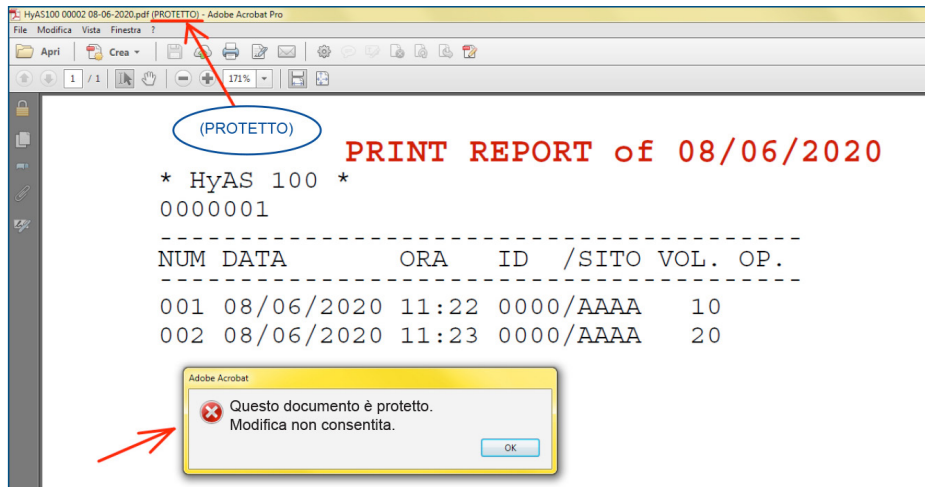 HyAS100 00002 08-06-2020.pdf (PROTETTO) - Adobe Acrobat Pro
File Modifica Vista Finestra ?
Apri Crea
1 / 1 171%
(PROTETTO)
PRINT REPORT of 08/06/2020
* HyAS 100 *
0000001
----------------------------------------
NUM DATA ORA ID /SITO VOL. OP.
----------------------------------------
001 08/06/2020 11:22 0000/AAAA 10
002 08/06/2020 11:23 0000/AAAA 20
Adobe Acrobat
Questo documento è protetto.
Modifica non consentita.
OK